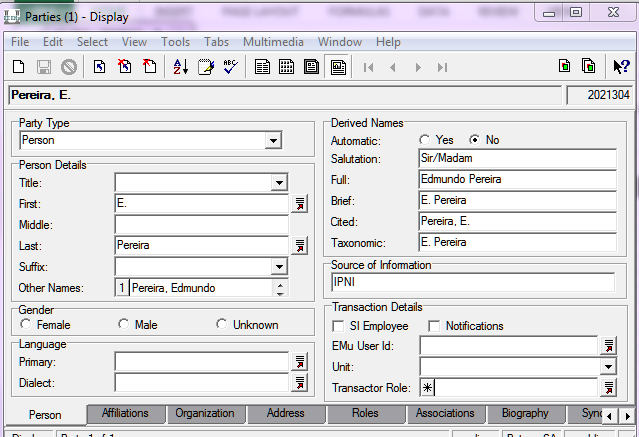 Parties (1) - Display
File Edit Select View Tools Tabs Multimedia Window Help
Pereira, E. 2021304
Party Type
Person
Person Details
Title:
First: E.
Middle:
Last: Pereira
Suffix:
Other Names: 1 Pereira, Edmundo
Gender
Female Male Unknown
Language
Primary:
Dialect:
Derived Names
Automatic: Yes No
Salutation: Sir/Madam
Full: Edmundo Pereira
Brief: E. Pereira
Cited: Pereira, E.
Taxonomic: E. Pereira
Source of Information
IPNI
Transaction Details
SI Employee Notifications
EMu User Id:
Unit:
Transactor Role: *
Person Affiliations Organization Address Roles Associations Biography